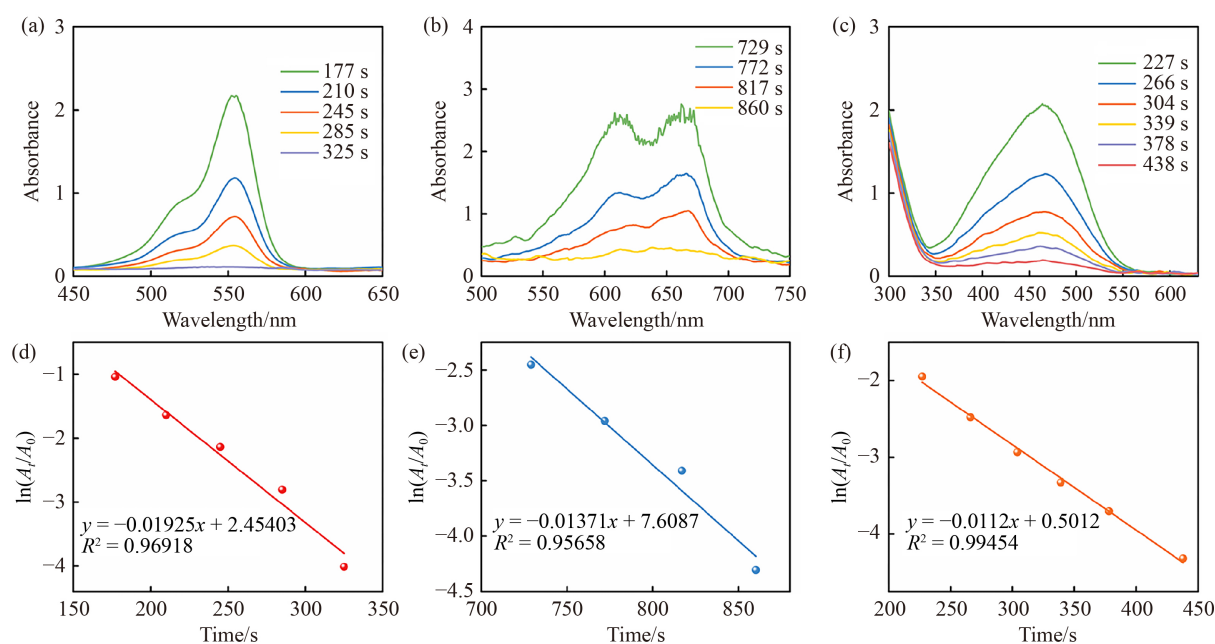 (a)
3
2
1
0
Absorbance
177 s
210 s
245 s
285 s
325 s
450 500 550 600 650
Wavelength/nm
(b)
4
3
2
1
0
Absorbance
729 s
772 s
817 s
860 s
500 550 600 650 700 750
Wavelength/nm
(c)
3
2
1
0
Absorbance
227 s
266 s
304 s
339 s
378 s
438 s
300 350 400 450 500 550 600
Wavelength/nm
(d)
−1
−2
−3
−4
ln(Aₜ/A₀)
y = −0.01925x + 2.45403
R² = 0.96918
150 200 250 300 350
Time/s
(e)
−2.5
−3.0
−3.5
−4.0
−4.5
ln(Aₜ/A₀)
y = −0.01371x + 7.6087
R² = 0.95658
700 750 800 850
Time/s
(f)
−2
−3
−4
ln(Aₜ/A₀)
y = −0.0112x + 0.5012
R² = 0.99454
200 250 300 350 400 450
Time/s